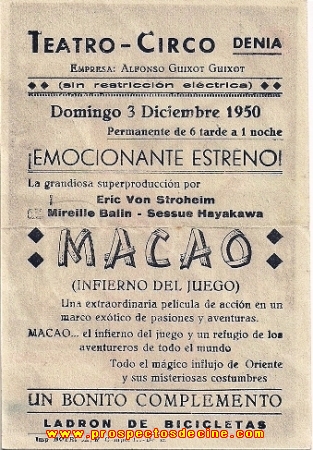 TEATRO-CIRCO DENIA
EMPRESA: ALFONSO GUIXOT GUIXOT
(sin restricción eléctrica)
Domingo 3 Diciembre 1950
Permanente de 6 tarde a 1 noche
¡EMOCIONANTE ESTRENO!
La grandiosa superproducción por
Eric Von Stroheim
Mireille Balin - Sessue Hayakawa
MACAO
(INFIERNO DEL JUEGO)
Una extraordinaria película de acción en un
marco exótico de pasiones y aventuras.
MACAO... el infierno del juego y un refugio de los
aventureros de todo el mundo
Todo el mágico influjo de Oriente
y sus misteriosas costumbres
UN BONITO COMPLEMENTO
LADRON DE BICICLETAS
www.prospectosdecine.com